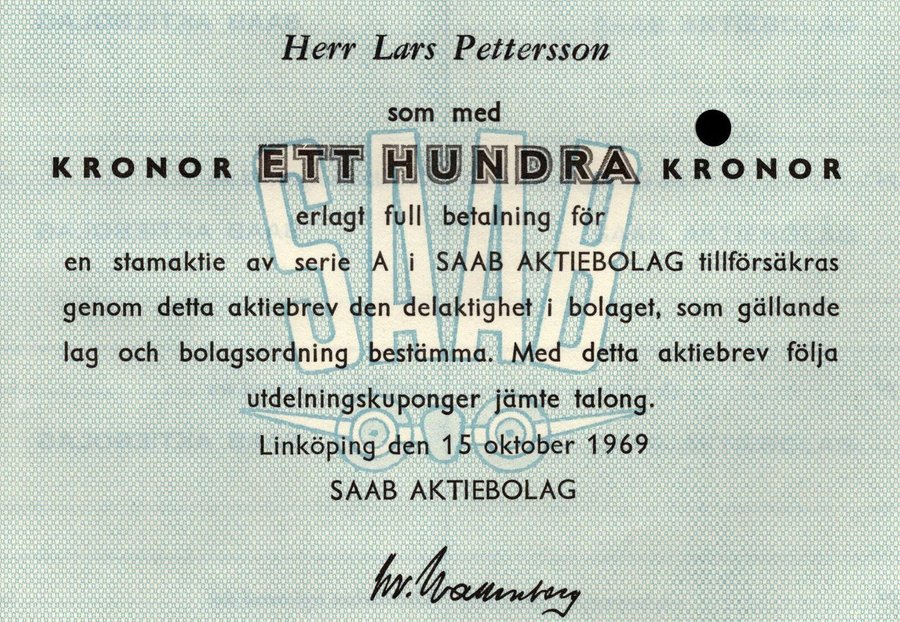 Herr Lars Pettersson
som med
KRONOR ETT HUNDRA KRONOR
erlagt full betalning för
en stamaktie av serie A i SAAB AKTIEBOLAG tillförsäkras
genom detta aktiebrev den delaktighet i bolaget, som gällande
lag och bolagsordning bestämma. Med detta aktiebrev följa
utdelningskuponger jämte talong.
Linköping den 15 oktober 1969
SAAB AKTIEBOLAG
SAAB